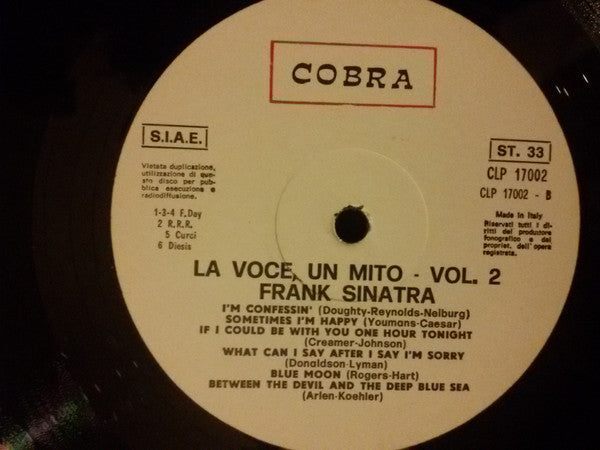 COBRA
S.I.A.E.
Vietata duplicazione,
utilizzazione di que-
sto disco per pub-
blica esecuzione e
radiodiffusione.
1-3-4 F.Day
2 R.R.R.
5 Curci
6 Diesis
ST. 33
CLP 17002
CLP 17002 - B
Made in Italy
Riservati tutti i di-
ritti del produttore
fonografico e dal
propriet. dell'opera
registrata.
LA VOCE, UN MITO - VOL. 2
FRANK SINATRA
I'M CONFESSIN' (Doughty-Reynolds-Nelburg)
SOMETIMES I'M HAPPY (Youmans-Caesar)
IF I COULD BE WITH YOU ONE HOUR TONIGHT
(Creamer-Johnson)
WHAT CAN I SAY AFTER I SAY I'M SORRY
(Donaldson-Lyman)
BLUE MOON (Rogers-Hart)
BETWEEN THE DEVIL AND THE DEEP BLUE SEA
(Arlen-Koehler)